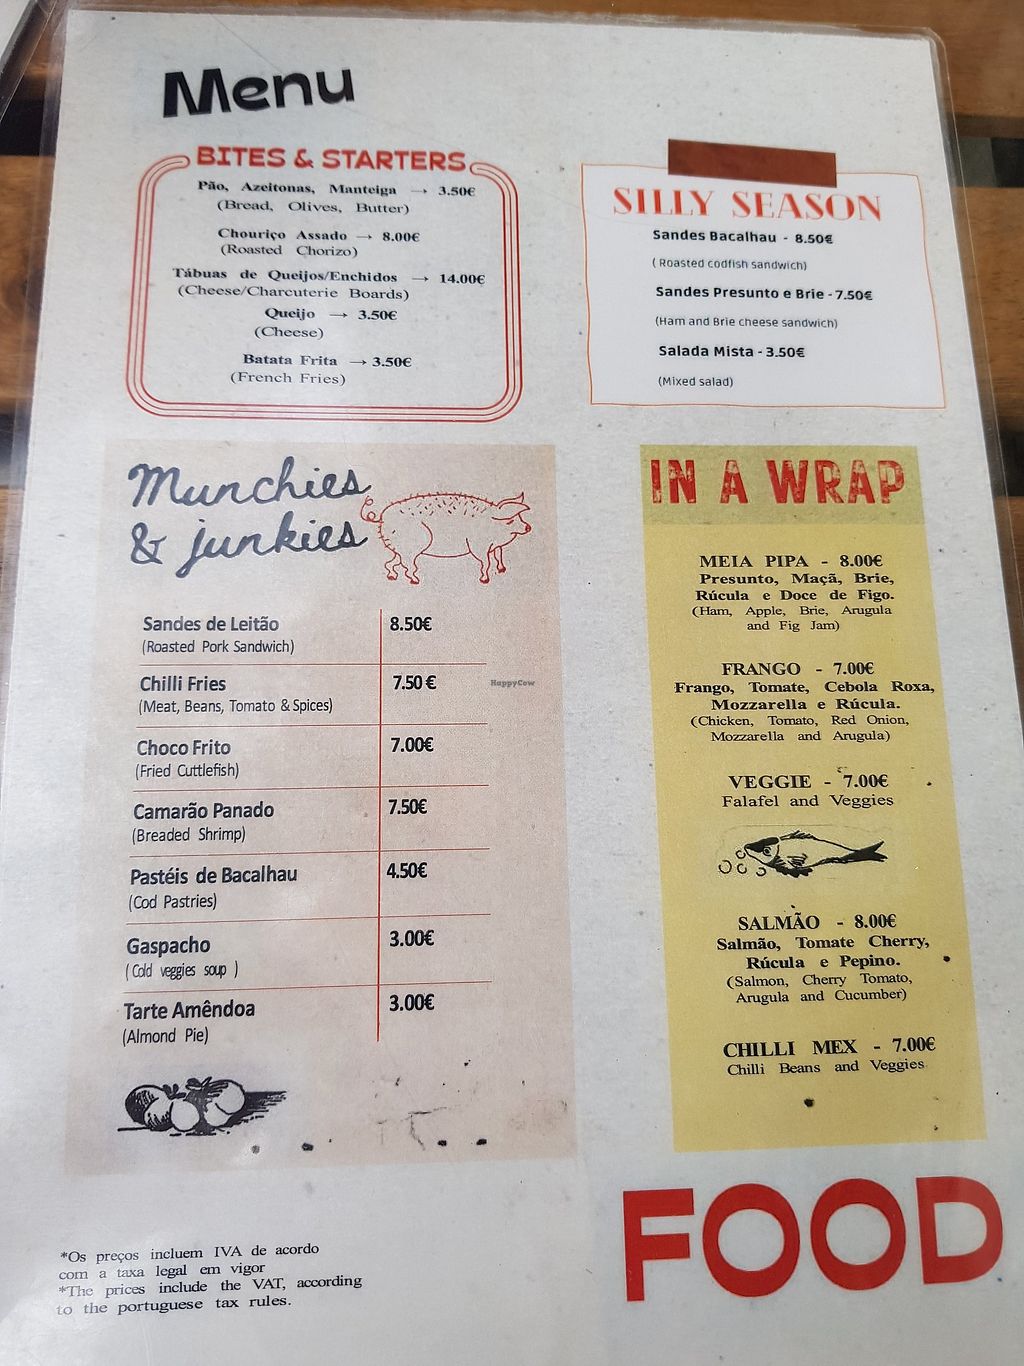 Menu
BITES & STARTERS
Pão, Azeitonas, Manteiga → 3.50€
(Bread, Olives, Butter)
Chouriço Assado → 8.00€
(Roasted Chorizo)
Tábuas de Queijos/Enchidos → 14.00€
(Cheese/Charcuterie Boards)
Queijo → 3.50€
(Cheese)
Batata Frita → 3.50€
(French Fries)
SILLY SEASON
Sandes Bacalhau - 8.50€
( Roasted codfish sandwich)
Sandes Presunto e Brie - 7.50€
(Ham and Brie cheese sandwich)
Salada Mista - 3.50€
(Mixed salad)
Munchies
& junkies
Sandes de Leitão 8.50€
(Roasted Pork Sandwich)
Chilli Fries 7.50 €
(Meat, Beans, Tomato & Spices)
Choco Frito 7.00€
(Fried Cuttlefish)
Camarão Panado 7.50€
(Breaded Shrimp)
Pastéis de Bacalhau 4.50€
(Cod Pastries)
Gaspacho 3.00€
( Cold veggies soup )
Tarte Amêndoa 3.00€
(Almond Pie)
HappyCow
IN A WRAP
MEIA PIPA - 8.00€
Presunto, Maçã, Brie,
Rúcula e Doce de Figo.
(Ham, Apple, Brie, Arugula
and Fig Jam)
FRANGO - 7.00€
Frango, Tomate, Cebola Roxa,
Mozzarella e Rúcula.
(Chicken, Tomato, Red Onion,
Mozzarella and Arugula)
VEGGIE - 7.00€
Falafel and Veggies
SALMÃO - 8.00€
Salmão, Tomate Cherry,
Rúcula e Pepino.
(Salmon, Cherry Tomato,
Arugula and Cucumber)
CHILLI MEX - 7.00€
Chilli Beans and Veggies
FOOD
*Os preços incluem IVA de acordo
com a taxa legal em vigor
*The prices include the VAT, according
to the portuguese tax rules.